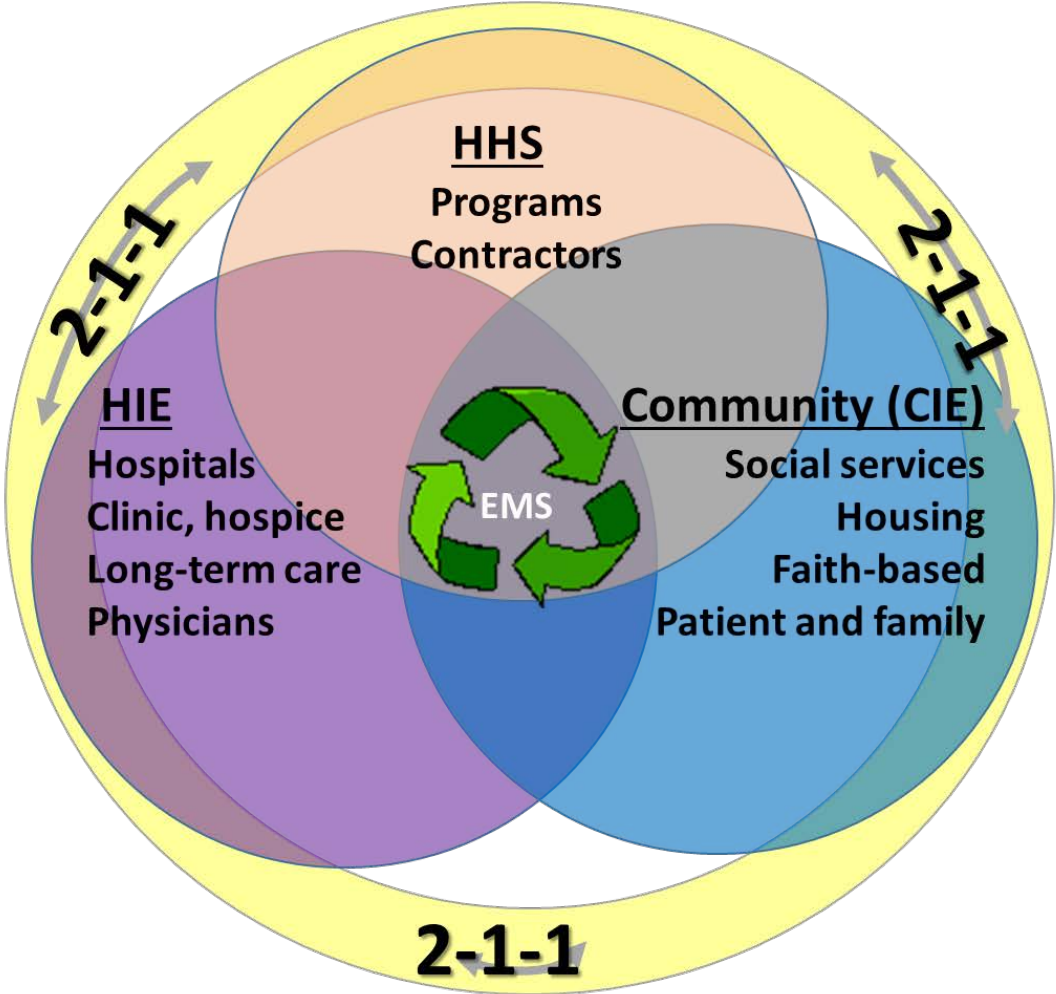 HHS
Programs
Contractors
2-1-1
2-1-1
HIE
Hospitals
Clinic, hospice
Long-term care
Physicians
EMS
Community (CIE)
Social services
Housing
Faith-based
Patient and family
2-1-1